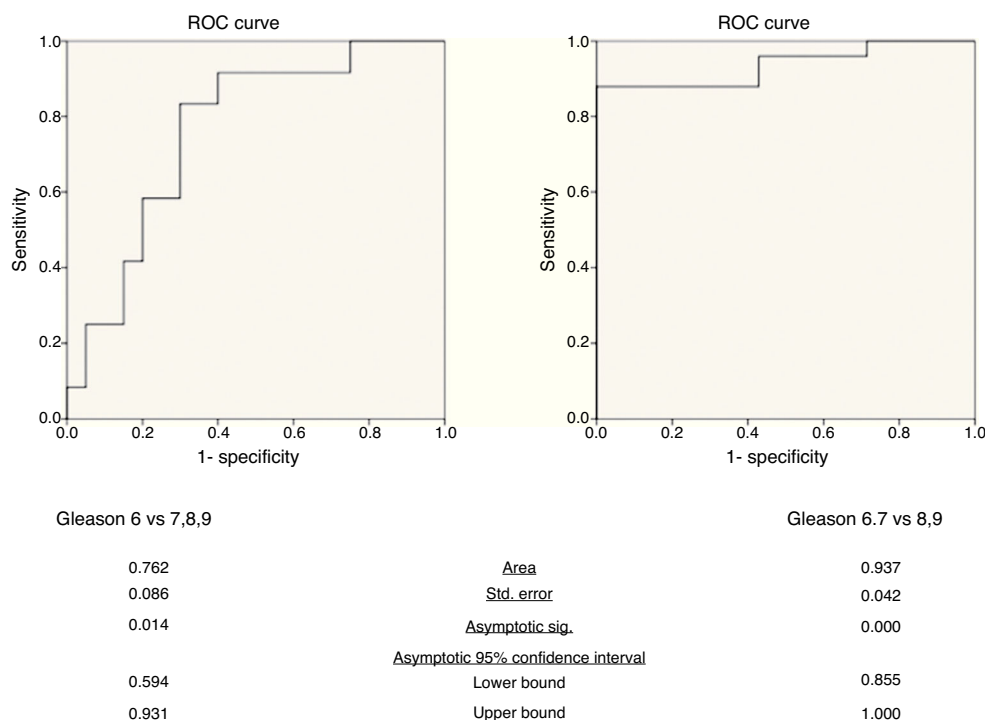 ROC curve
1.0
0.8
0.6
0.4
0.2
0.0
Sensitivity
0.0 0.2 0.4 0.6 0.8 1.0
1- specificity
ROC curve
1.0
0.8
0.6
0.4
0.2
0.0
Sensitivity
0.0 0.2 0.4 0.6 0.8 1.0
1- specificity
Gleason 6 vs 7,8,9 Gleason 6.7 vs 8,9
0.762 Area 0.937
0.086 Std. error 0.042
0.014 Asymptotic sig. 0.000
Asymptotic 95% confidence interval
0.594 Lower bound 0.855
0.931 Upper bound 1.000